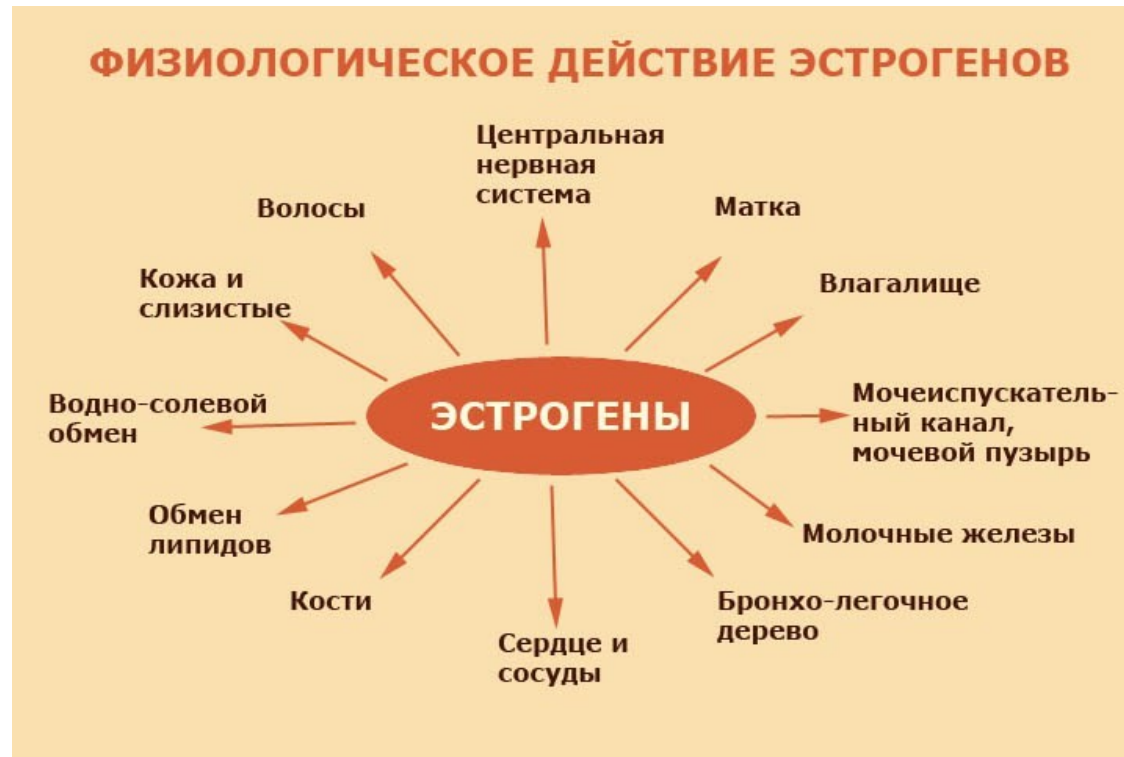 ФИЗИОЛОГИЧЕСКОЕ ДЕЙСТВИЕ ЭСТРОГЕНОВ
Центральная
нервная
система
Волосы
Матка
Кожа и
слизистые
Влагалище
Водно-солевой
обмен
ЭСТРОГЕНЫ
Мочеиспускатель-
ный канал,
мочевой пузырь
Обмен
липидов
Молочные железы
Кости
Бронхо-легочное
дерево
Сердце и
сосуды